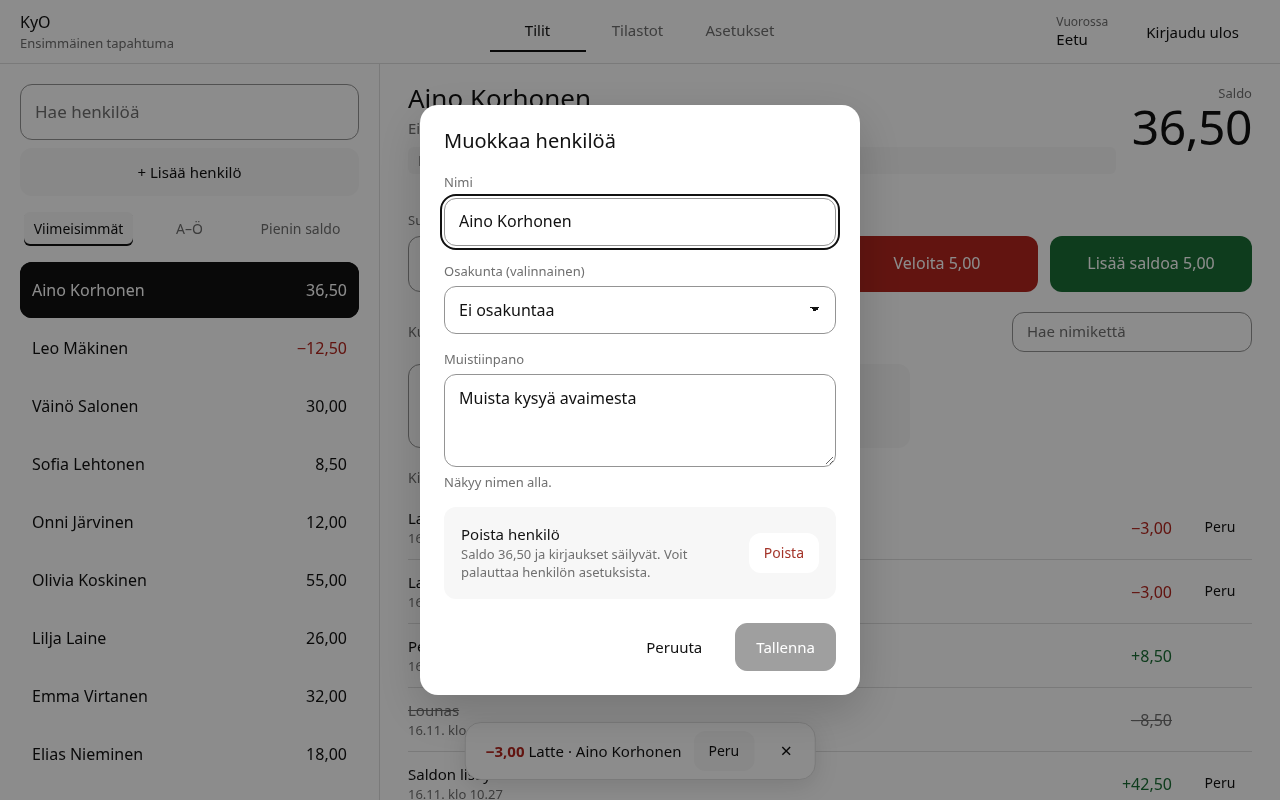 KyO
Ensimmäinen tapahtuma
Tilit
Tilastot
Asetukset
Vuorossa
Eetu
Kirjaudu ulos
Hae henkilöä
+ Lisää henkilö
Viimeisimmät
A–Ö
Pienin saldo
Aino Korhonen 36,50
Leo Mäkinen −12,50
Väinö Salonen 30,00
Sofia Lehtonen 8,50
Onni Järvinen 12,00
Olivia Koskinen 55,00
Lilja Laine 26,00
Emma Virtanen 32,00
Elias Nieminen 18,00
Aino Korhonen
Saldo
36,50
Veloita 5,00
Lisää saldoa 5,00
Hae nimikettä
−3,00 Peru
−3,00 Peru
+8,50
Lounas
16.11. klo
−8,50
16.11. klo 10.27
+42,50 Peru
Muokkaa henkilöä
Nimi
Aino Korhonen
Osakunta (valinnainen)
Ei osakuntaa
Muistiinpano
Muista kysyä avaimesta
Näkyy nimen alla.
Poista henkilö
Saldo 36,50 ja kirjaukset säilyvät. Voit
palauttaa henkilön asetuksista.
Poista
Peruuta
Tallenna
−3,00 Latte · Aino Korhonen
Peru
×